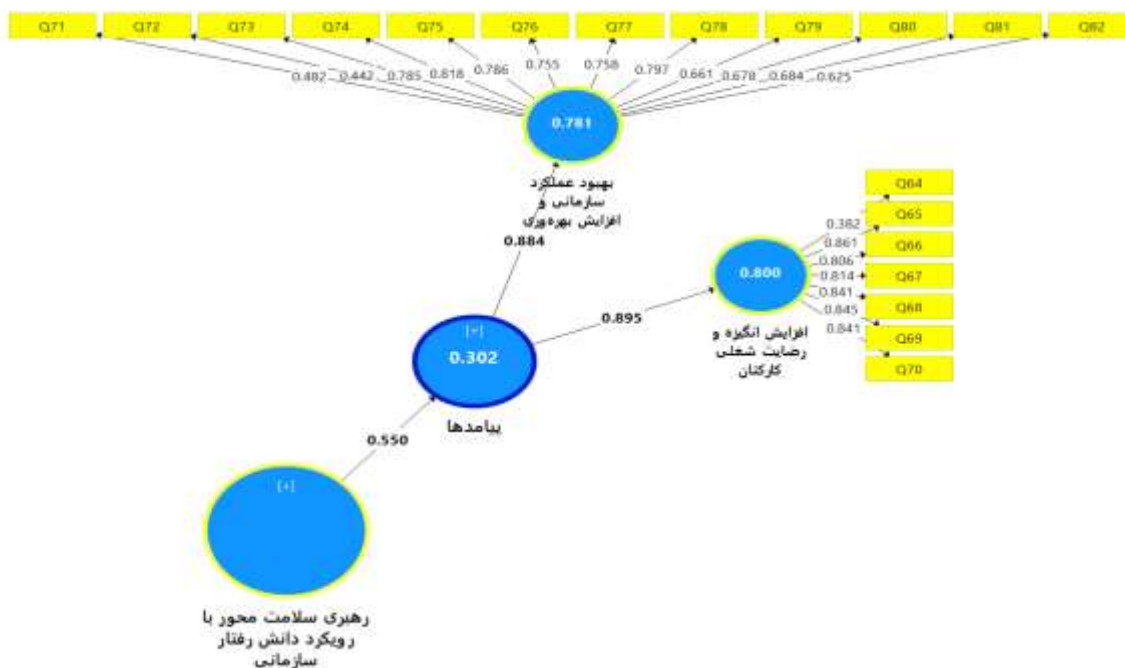 Q71 Q72 Q73 Q74 Q75 Q76 Q77 Q78 Q79 Q80 Q81 Q82
0.482 0.442 0.785 0.818 0.786 0.755 0.758 0.797 0.661 0.678 0.684 0.625
0.781
بهبود عملکرد
سازمانی و
افزایش بهره‌وری
0.884
Q64
Q65
Q66
Q67
Q68
Q69
Q70
0.382
0.861
0.806
0.814
0.841
0.845
0.841
0.800
افزایش انگیزه و
رضایت شغلی
کارکنان
0.895
[+]
0.302
پیامدها
0.550
[+]
رهبری سلامت محور با
رویکرد دانش رفتار
سازمانی